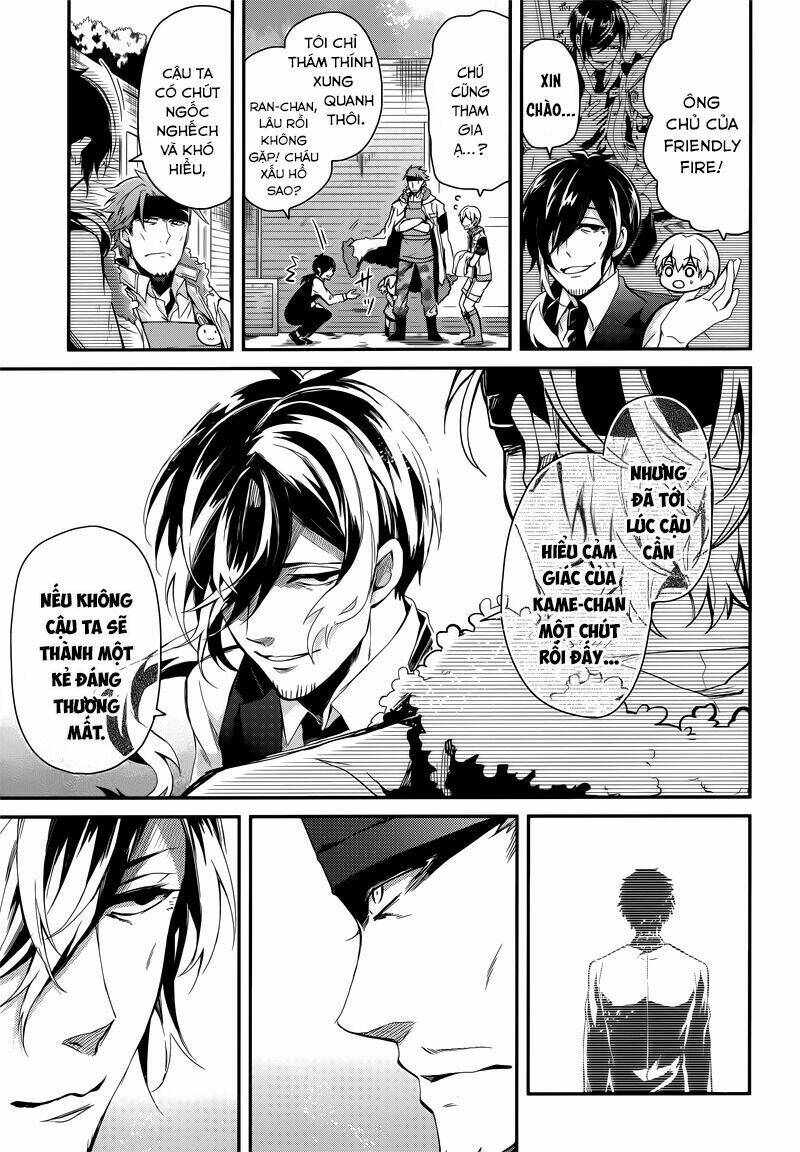 ÔNG
CHỦ CỦA
FRIENDLY
FIRE!
XIN
CHÀO...
CHÚ
CŨNG
THAM
GIA
Ạ...?
TÔI CHỈ
THÁM THÍNH
XUNG
QUANH
THÔI.
RAN-CHAN,
LÂU RỒI
KHÔNG
GẶP! CHÁU
XẤU HỔ
SAO?
CẬU TA
CÓ CHÚT
NGỐC
NGHẾCH
VÀ KHÓ
HIỂU,
NHƯNG
ĐÃ TỚI
LÚC CẬU
CẦN
HIỂU CẢM
GIÁC CỦA
KAME-CHAN
MỘT CHÚT
RỒI ĐẤY...
NẾU KHÔNG
CẬU TA SẼ
THÀNH MỘT
KẺ ĐÁNG
THƯƠNG
MẤT.